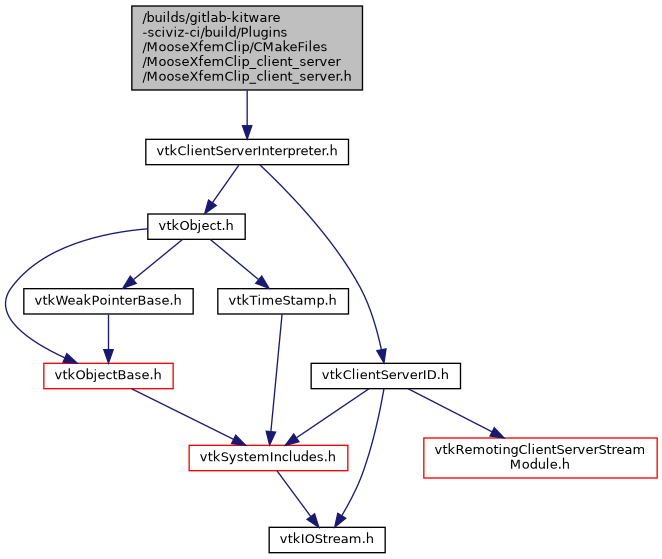 /builds/gitlab-kitware
-sciviz-ci/build/Plugins
/MooseXfemClip/CMakeFiles
/MooseXfemClip_client_server
/MooseXfemClip_client_server.h
vtkClientServerInterpreter.h
vtkObject.h
vtkWeakPointerBase.h
vtkTimeStamp.h
vtkObjectBase.h
vtkClientServerID.h
vtkSystemIncludes.h
vtkRemotingClientServerStream
Module.h
vtkIOStream.h